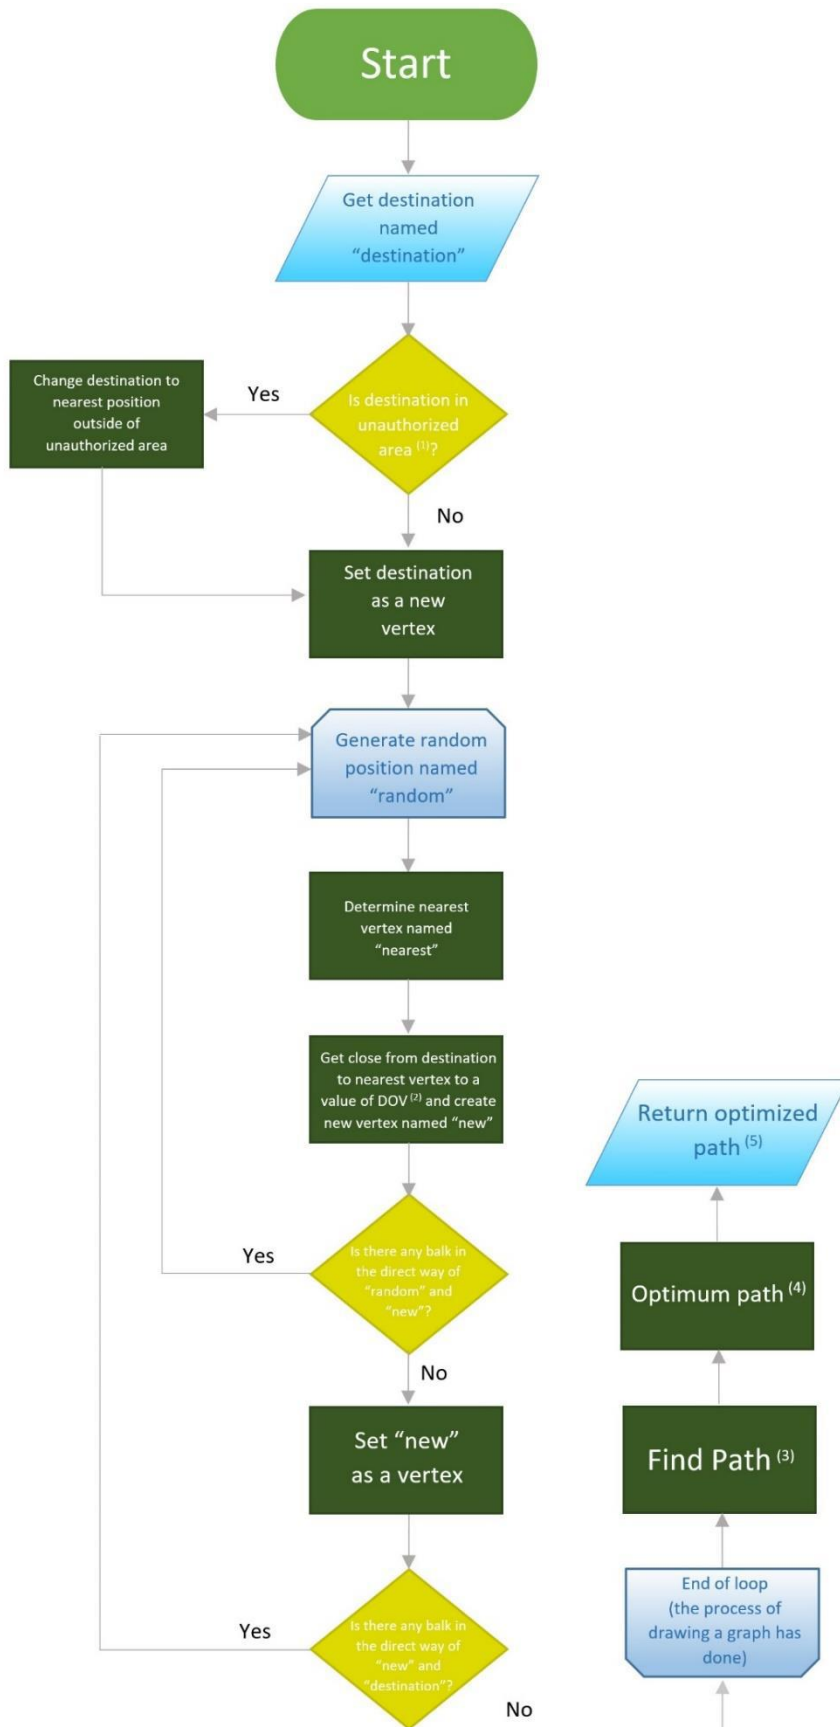 Start
Get destination
named
“destination”
Is destination in
unauthorized
area (1)?
Yes
Change destination to
nearest position
outside of
unauthorized area
No
Set destination
as a new
vertex
Generate random
position named
“random”
Determine nearest
vertex named
“nearest”
Get close from destination
to nearest vertex to a
value of DOV (2) and create
new vertex named “new”
Is there any balk in
the direct way of
“random” and
“new”?
Yes
No
Set “new”
as a vertex
Is there any balk in
the direct way of
“new” and
“destination”?
Yes
No
End of loop
(the process of
drawing a graph has
done)
Find Path (3)
Optimum path (4)
Return optimized
path (5)